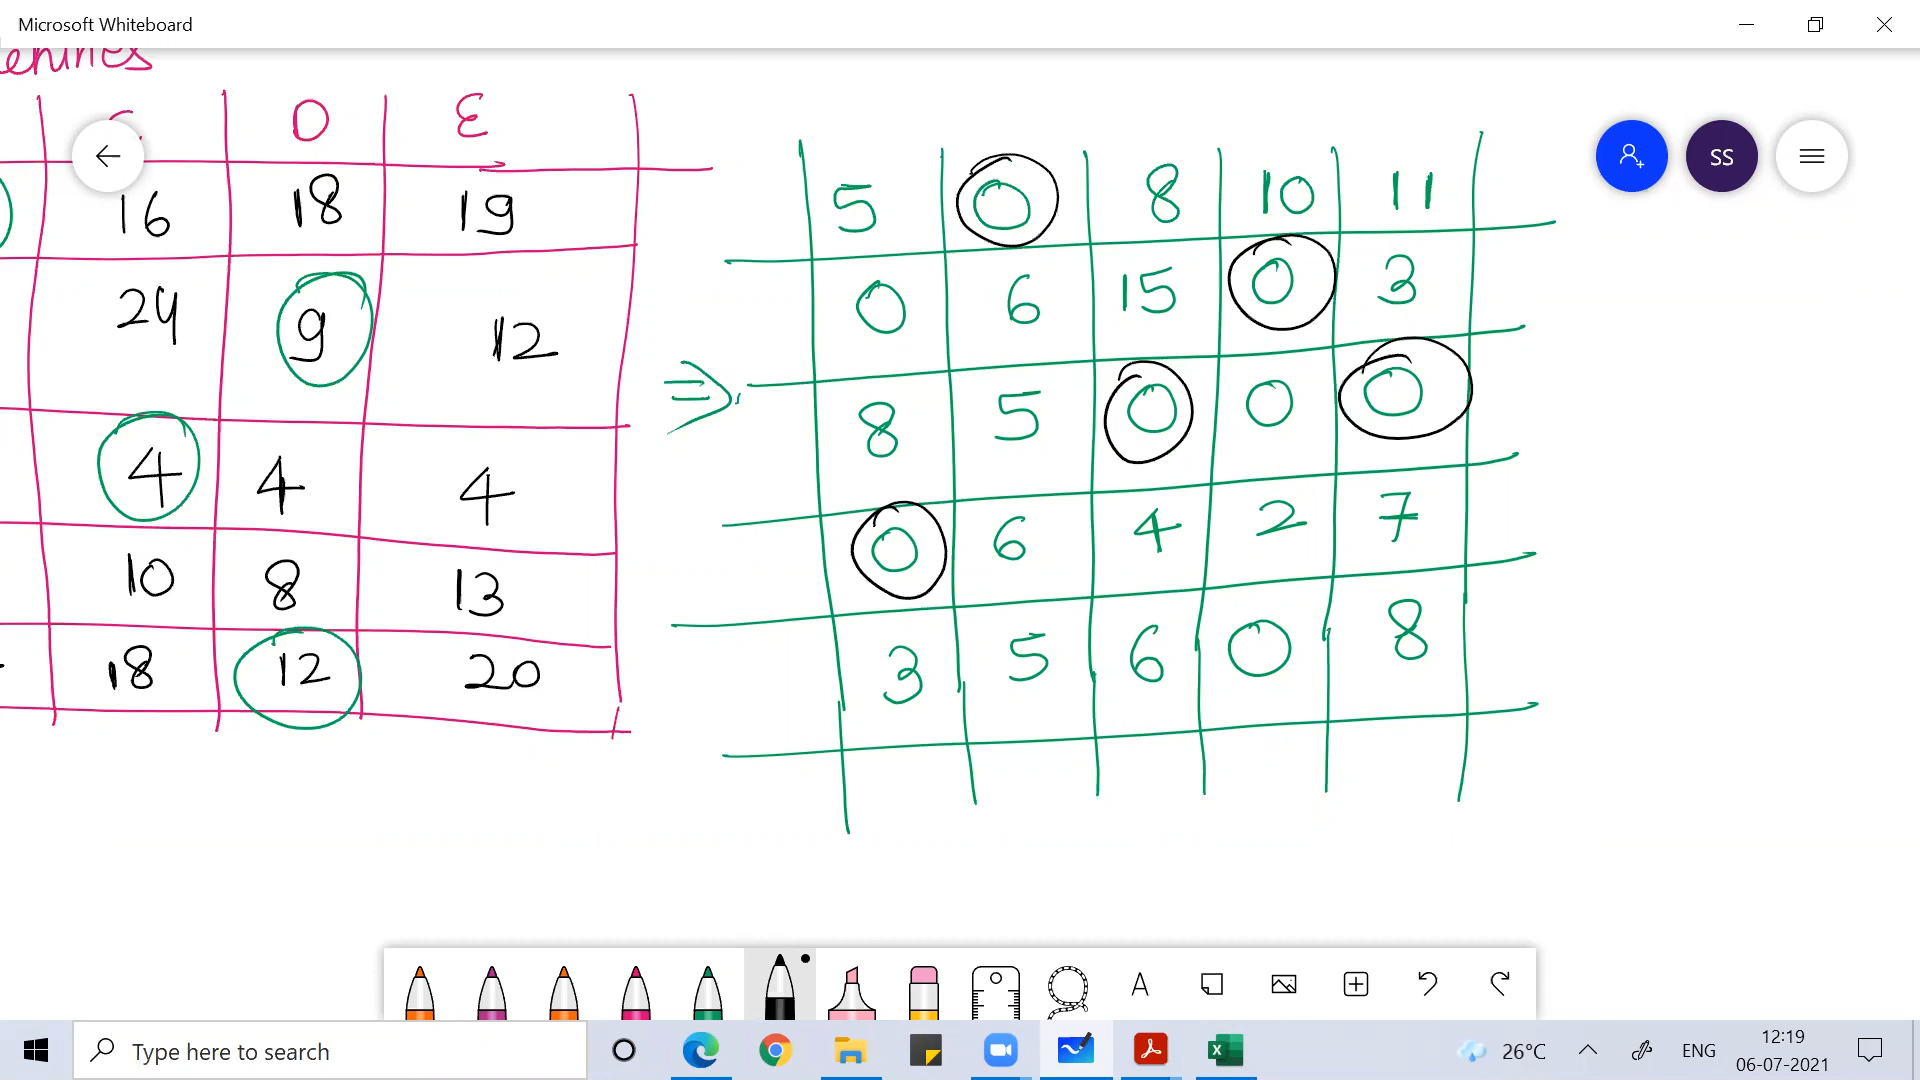 Microsoft Whiteboard
D E
16 18 19
24 9 12
4 4 4
10 8 13
18 12 20
5 0 8 10 11
0 6 15 0 3
⇒ 8 5 0 0 0
0 6 4 2 7
3 5 6 0 8
SS
A
Type here to search
26°C
ENG
12:19
06-07-2021